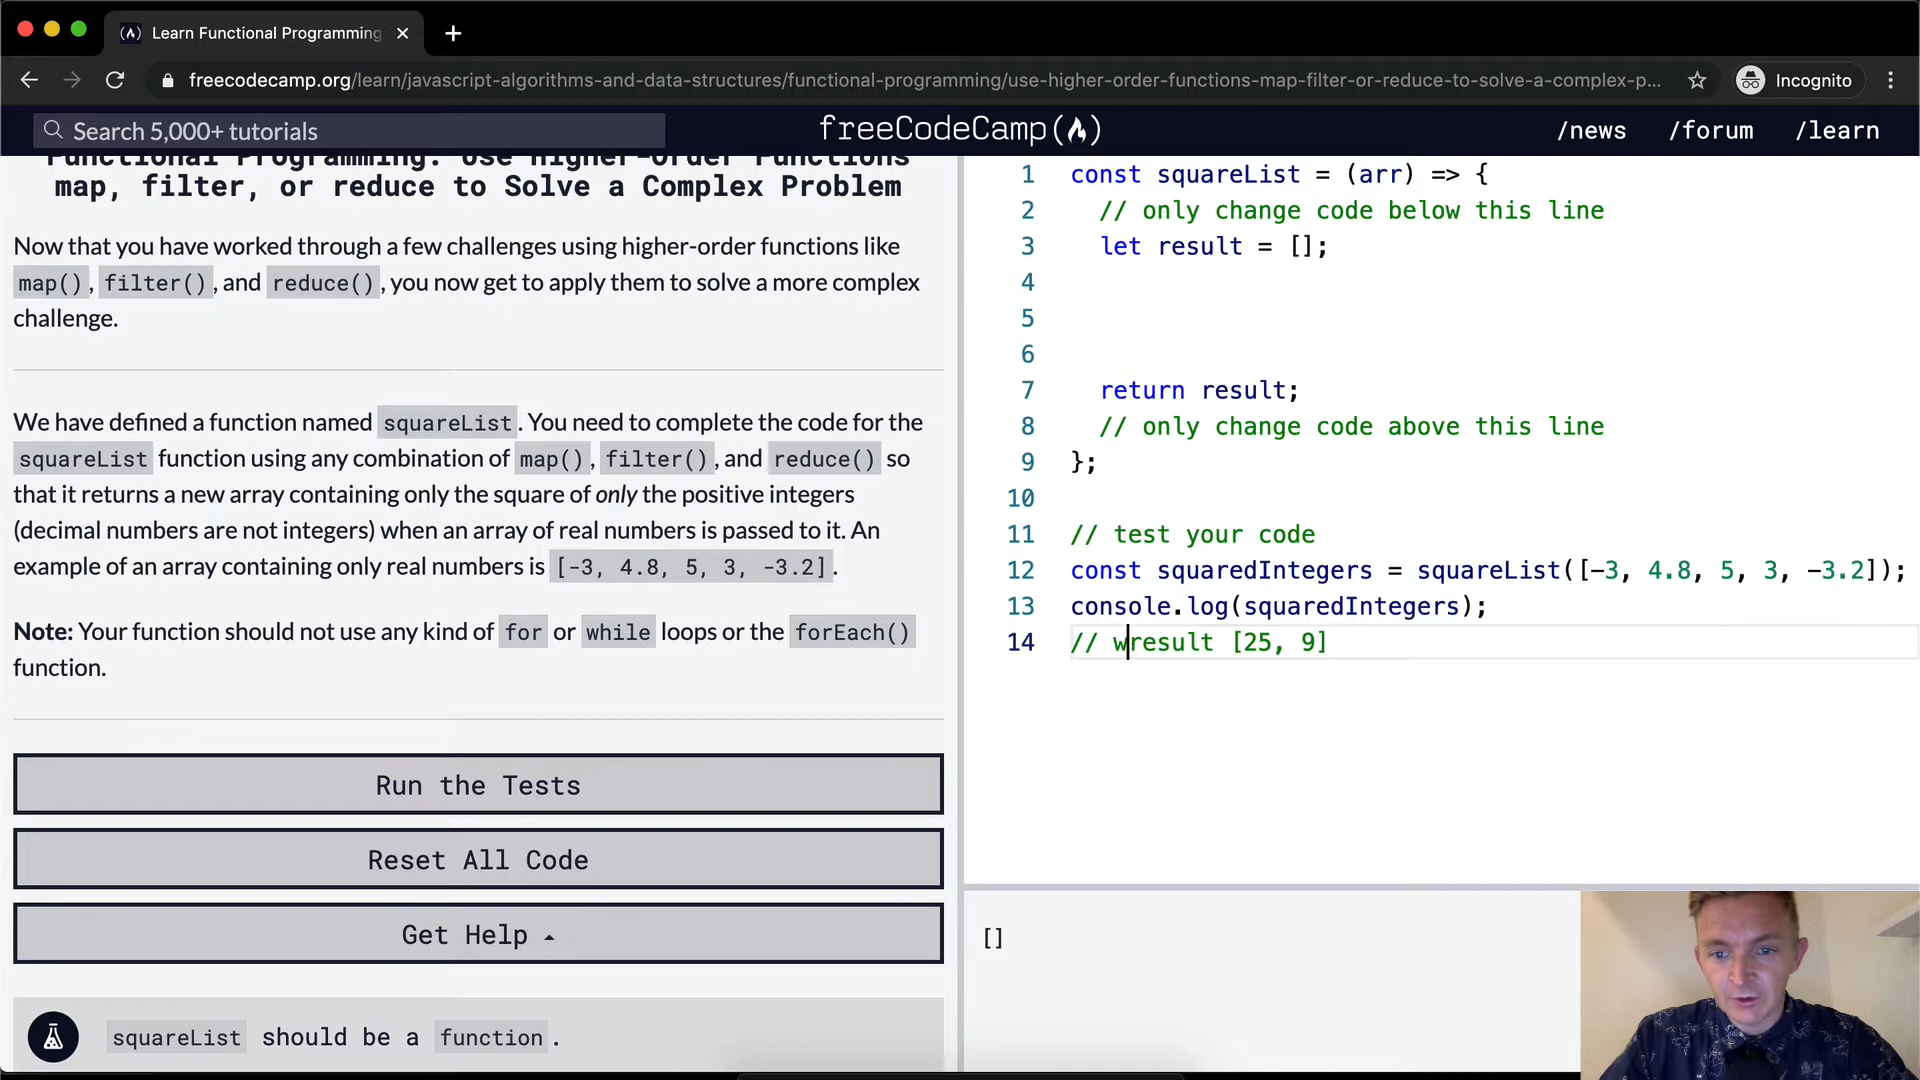 Learn Functional Programming
freecodecamp.org/learn/javascript-algorithms-and-data-structures/functional-programming/use-higher-order-functions-map-filter-or-reduce-to-solve-a-complex-p...
Incognito
Search 5,000+ tutorials
freeCodeCamp
/news /forum /learn
Functional Programming: Use Higher-Order Functions
map, filter, or reduce to Solve a Complex Problem
Now that you have worked through a few challenges using higher-order functions like
map(), filter(), and reduce(), you now get to apply them to solve a more complex
challenge.
We have defined a function named squareList. You need to complete the code for the
squareList function using any combination of map(), filter(), and reduce() so
that it returns a new array containing only the square of only the positive integers
(decimal numbers are not integers) when an array of real numbers is passed to it. An
example of an array containing only real numbers is [-3, 4.8, 5, 3, -3.2].
Note: Your function should not use any kind of for or while loops or the forEach()
function.
Run the Tests
Reset All Code
Get Help
squareList should be a function.
1 const squareList = (arr) => {
2 // only change code below this line
3 let result = [];
4
5
6
7 return result;
8 // only change code above this line
9 };
10
11 // test your code
12 const squaredIntegers = squareList([-3, 4.8, 5, 3, -3.2]);
13 console.log(squaredIntegers);
14 // wresult [25, 9]
[]